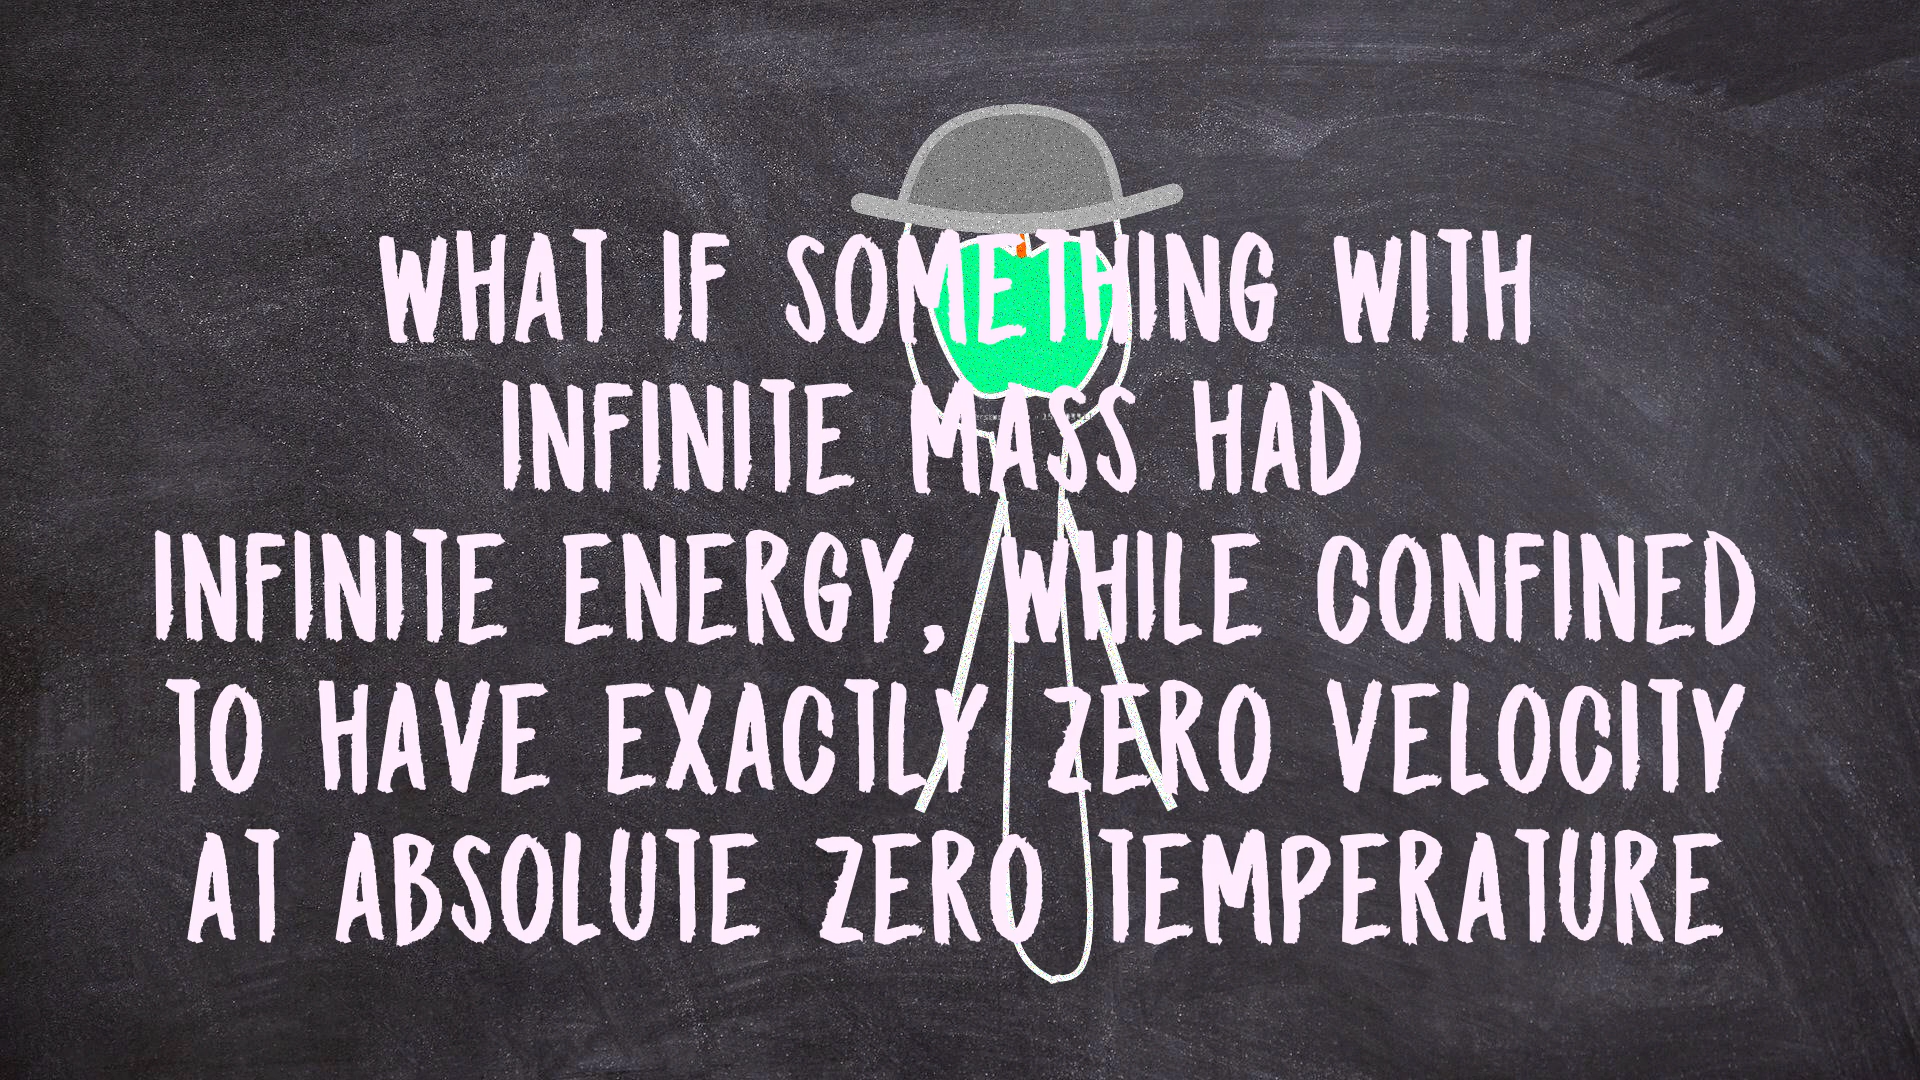 WHAT IF SOMETHING WITH
INFINITE MASS HAD
INFINITE ENERGY, WHILE CONFINED
TO HAVE EXACTLY ZERO VELOCITY
AT ABSOLUTE ZERO TEMPERATURE